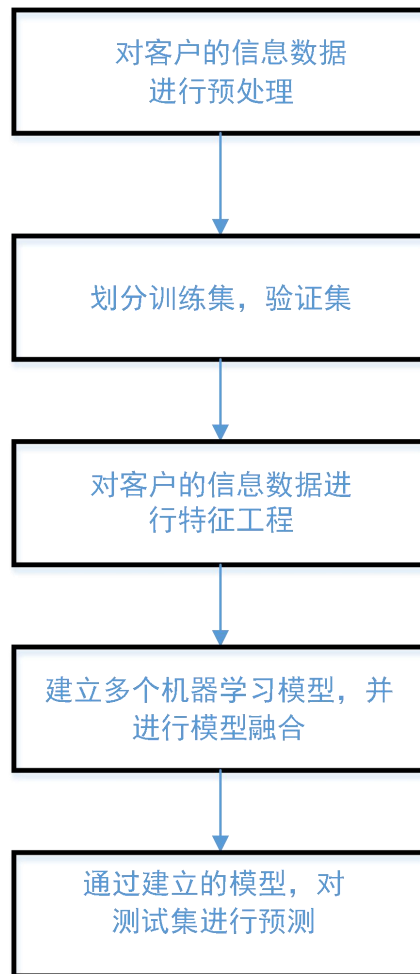 对客户的信息数据
进行预处理
划分训练集，验证集
对客户的信息数据进
行特征工程
建立多个机器学习模型，并
进行模型融合
通过建立的模型，对
测试集进行预测